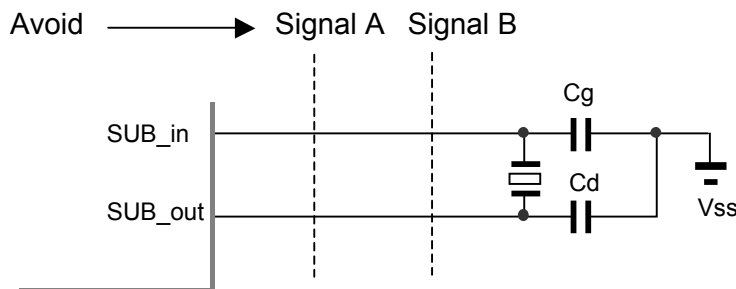 Avoid Signal A Signal B
Cg
SUB_in
Cd
SUB_out
Vss